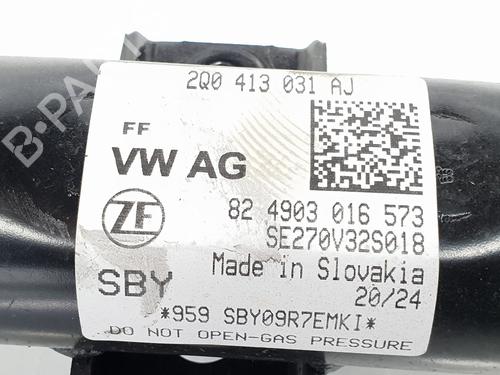 2Q0 413 031 AJ
FF
VW AG
ZF
82 4903 016 573
SE270V32S018
SBY
Made in Slovakia
20/24
*959 SBY09R7EMKI*
DO NOT OPEN-GAS PRESSURE
B-PARTS